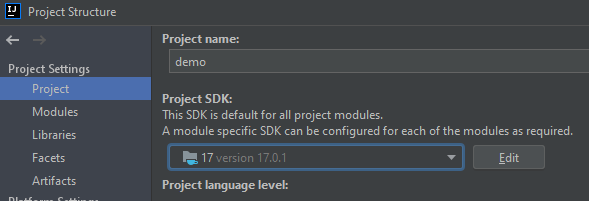 IJ Project Structure
Project Settings
Project
Modules
Libraries
Facets
Artifacts
Platform Settings
Project name:
demo
Project SDK:
This SDK is default for all project modules.
A module specific SDK can be configured for each of the modules as required.
17 version 17.0.1
Edit
Project language level: